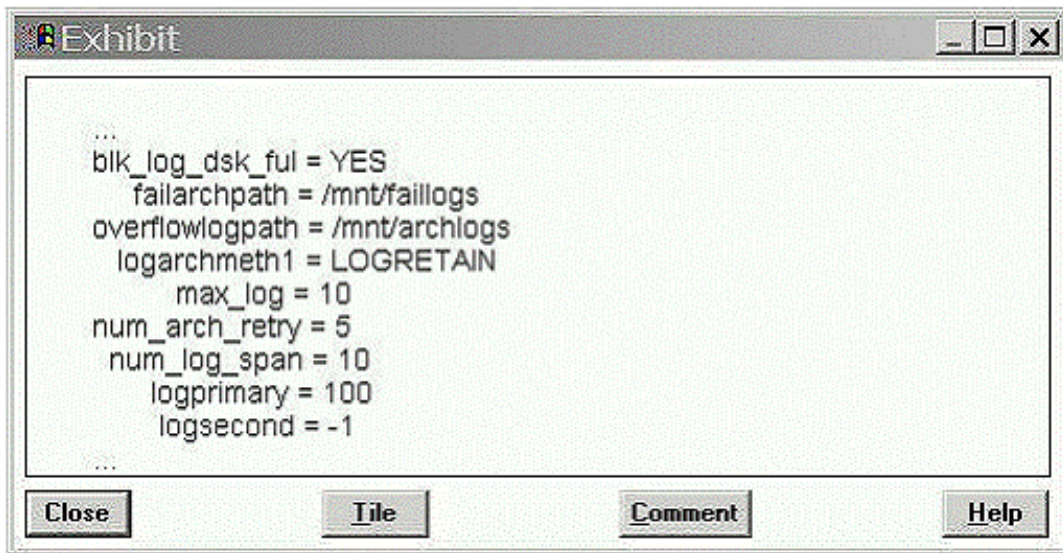 Exhibit
...
blk_log_dsk_ful = YES
failarchpath = /mnt/faillogs
overflowlogpath = /mnt/archlogs
logarchmeth1 = LOGRETAIN
max_log = 10
num_arch_retry = 5
num_log_span = 10
logprimary = 100
logsecond = -1
...
Close Tile Comment Help